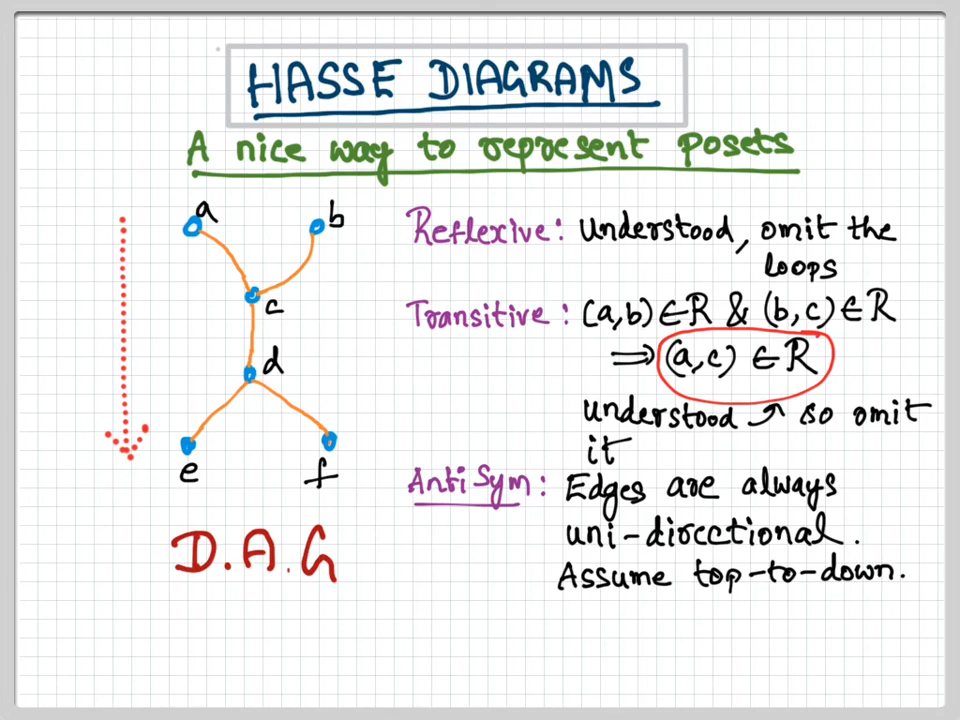 HASSE DIAGRAMS
A nice way to represent posets
a
b
c
d
e
f
D.A.G
Reflexive: Understood, omit the
loops
Transitive: (a,b) ∈ R & (b,c) ∈ R
⟹ (a,c) ∈ R
understood ↗ so omit
it
Anti Sym: Edges are always
uni-directional.
Assume top-to-down.